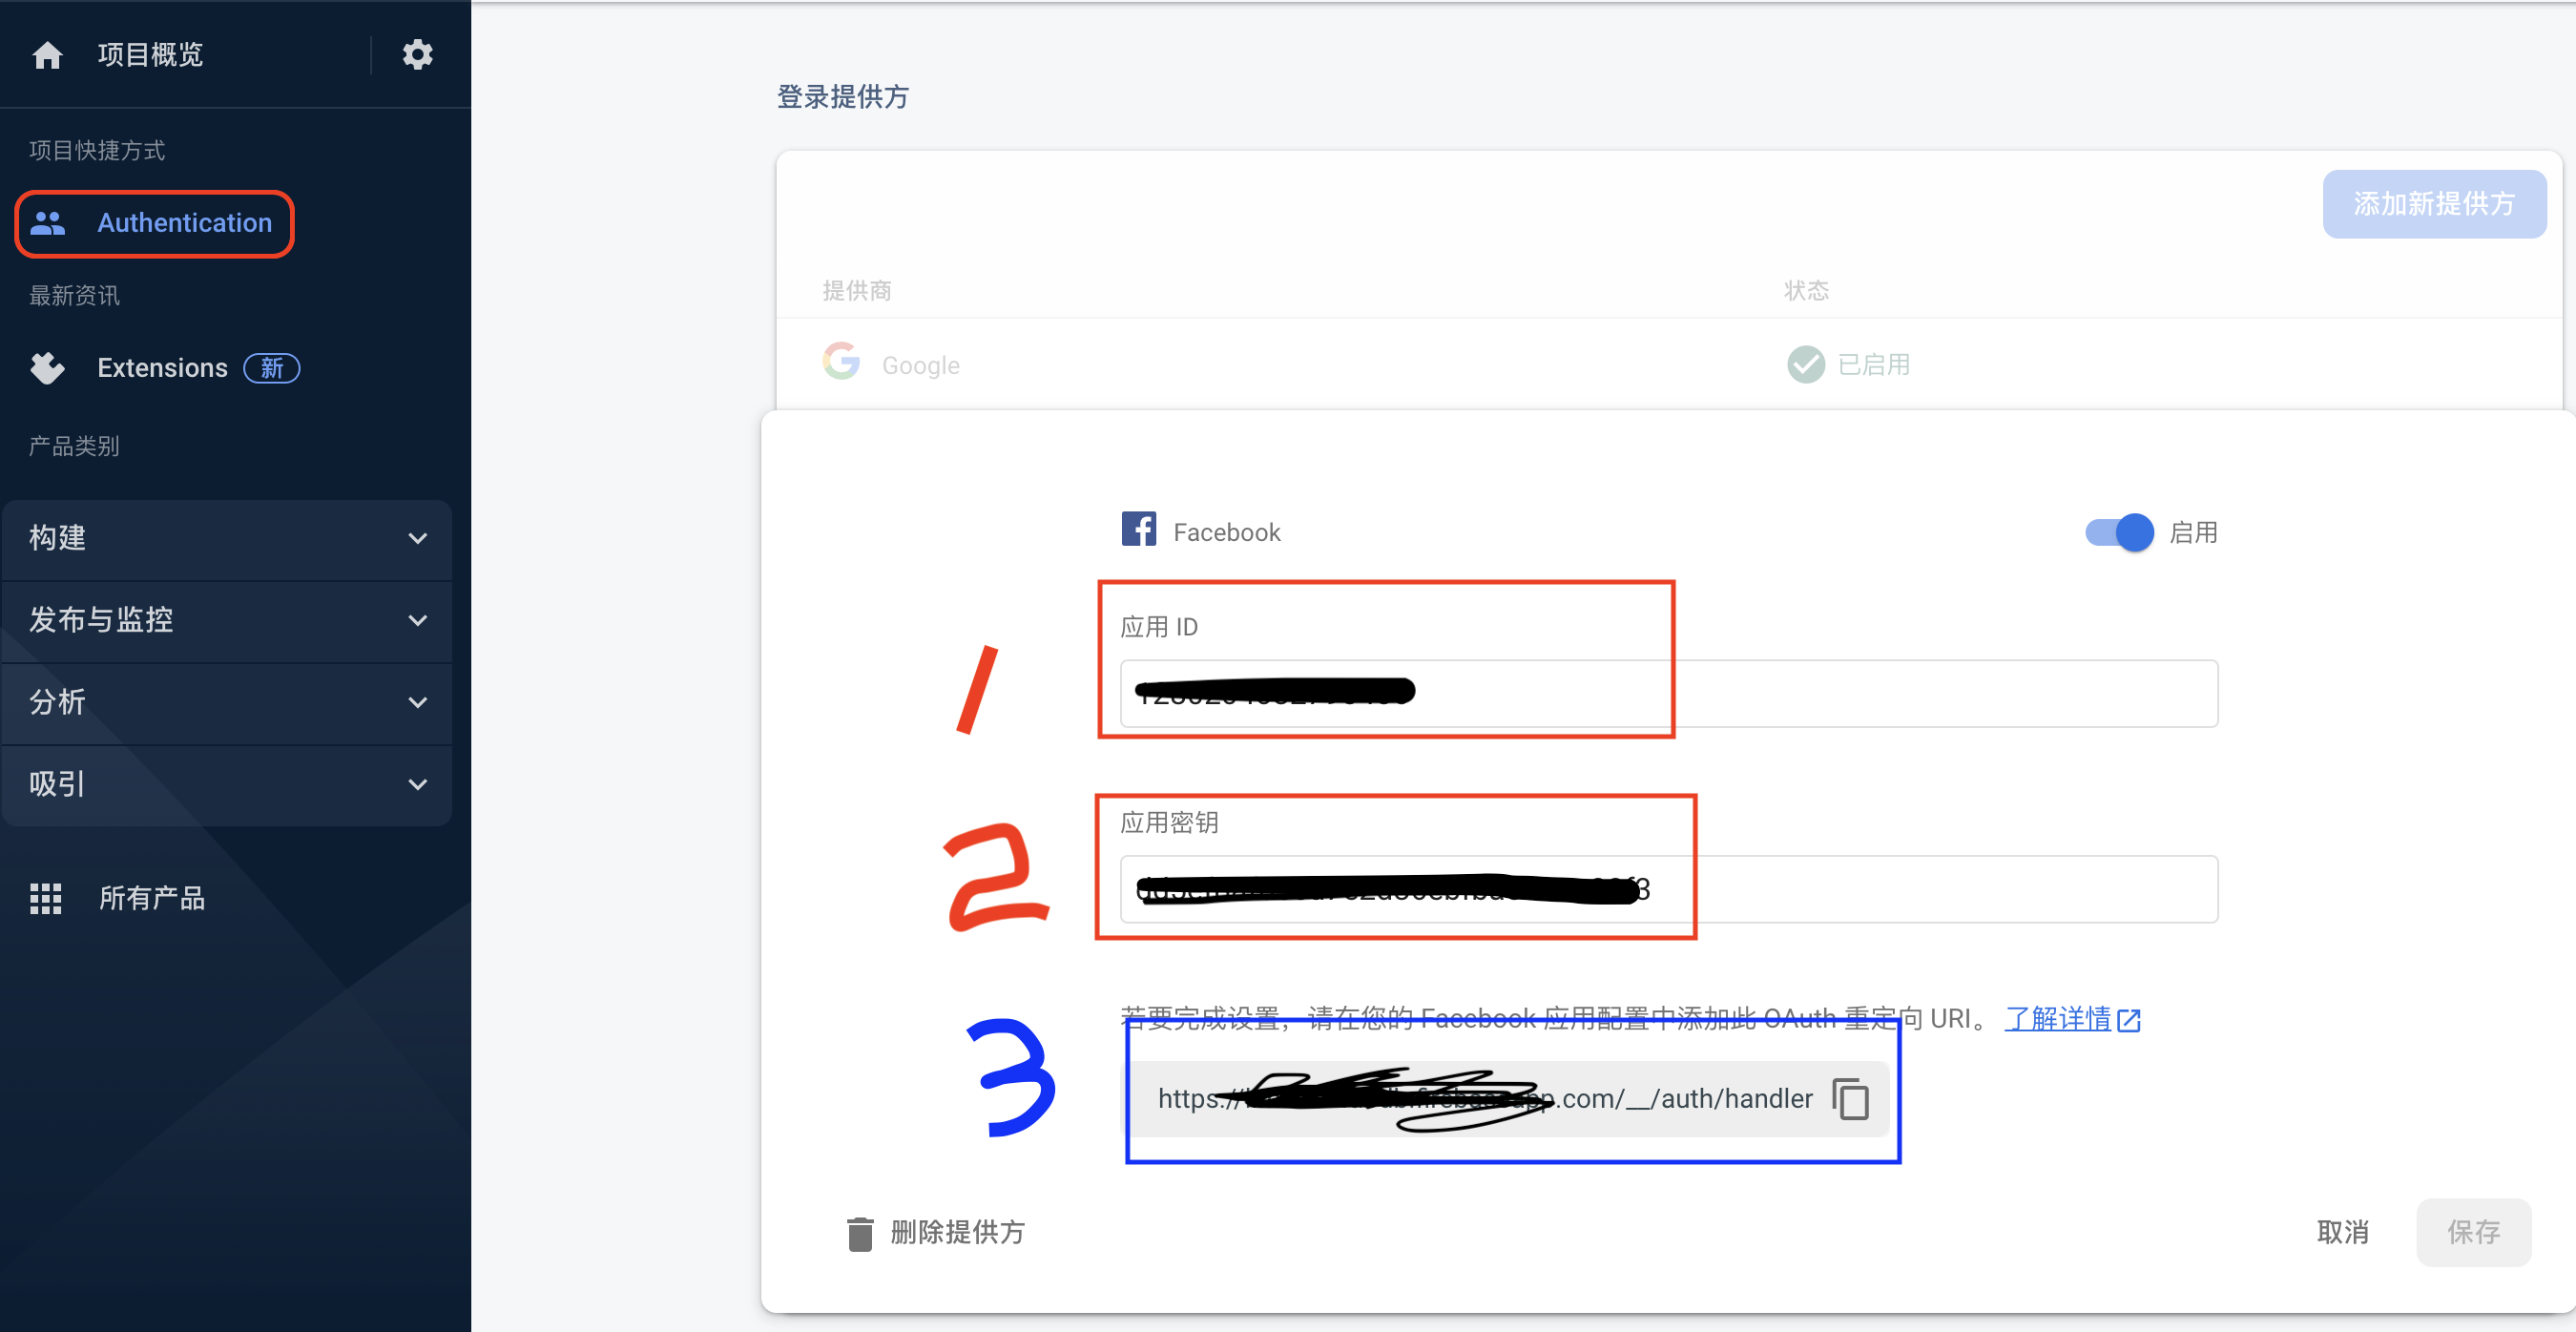 项目概览
项目快捷方式
Authentication
最新资讯
Extensions 新
产品类别
构建
发布与监控
分析
吸引
所有产品
登录提供方
添加新提供方
提供商 状态
Google 已启用
Facebook 启用
应用 ID
1
应用密钥
2
若要完成设置，请在您的 Facebook 应用配置中添加此 OAuth 重定向 URI。 了解详情
3
https:// .com/__/auth/handler
删除提供方 取消 保存